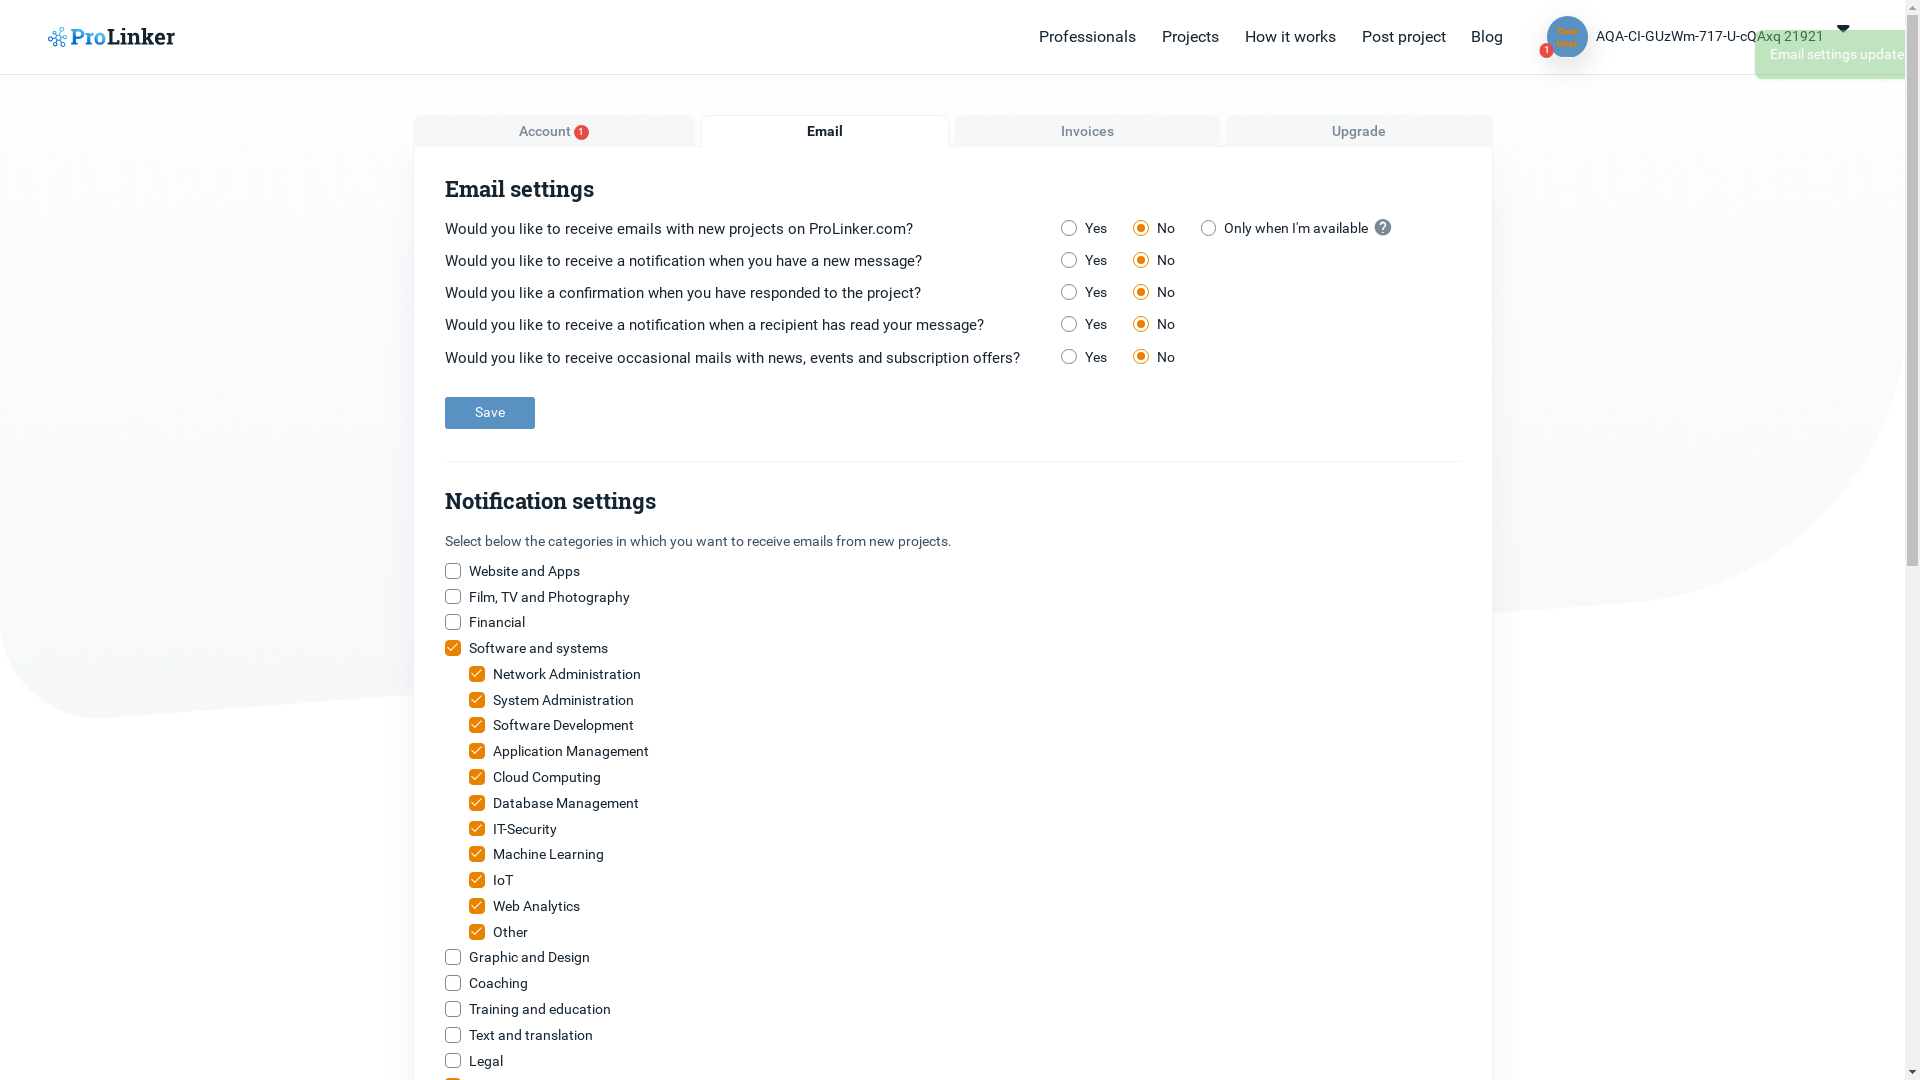 ProLinker
Professionals
Projects
How it works
Post project
Blog
Test
User
1
AQA-CI-GUzWm-717-U-cQAxq 21921
Email settings update
Account 1
Email
Invoices
Upgrade
Email settings
Would you like to receive emails with new projects on ProLinker.com? Yes No Only when I'm available ?
Would you like to receive a notification when you have a new message? Yes No
Would you like a confirmation when you have responded to the project? Yes No
Would you like to receive a notification when a recipient has read your message? Yes No
Would you like to receive occasional mails with news, events and subscription offers? Yes No
Save
Notification settings
Select below the categories in which you want to receive emails from new projects.
Website and Apps
Film, TV and Photography
Financial
Software and systems
Network Administration
System Administration
Software Development
Application Management
Cloud Computing
Database Management
IT-Security
Machine Learning
IoT
Web Analytics
Other
Graphic and Design
Coaching
Training and education
Text and translation
Legal